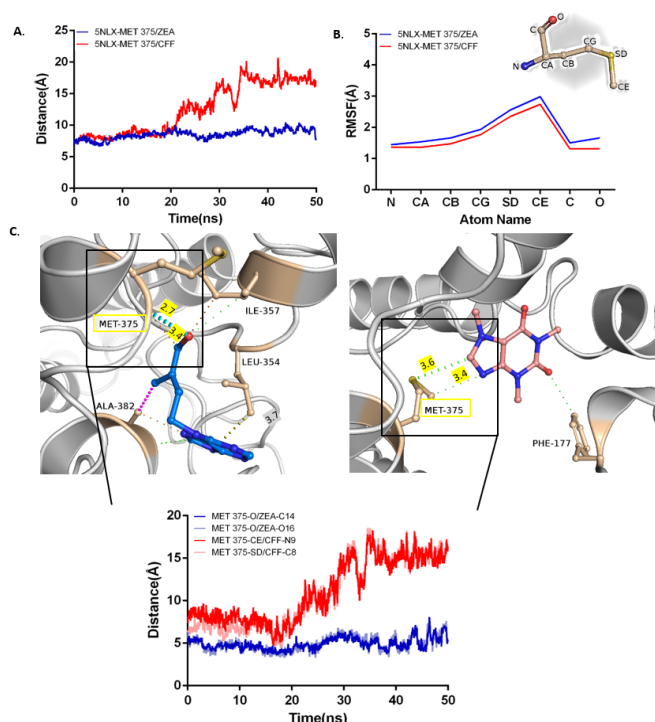 A.
5NLX-MET 375/ZEA
5NLX-MET 375/CFF
Distance(Å)
25
20
15
10
5
0
0 10 20 30 40 50
Time(ns)
B.
5NLX-MET 375/ZEA
5NLX-MET 375/CFF
RMSF(Å)
5
4
3
2
1
0
N CA CB CG SD CE C O
Atom Name
O
C
CG
SD
N
CA
CB
CE
C.
2.7
MET-375
3.4
ILE-357
LEU-354
ALA-382
3.7
3.6
3.4
MET-375
PHE-177
MET 375-O/ZEA-C14
MET 375-O/ZEA-O16
MET 375-CE/CFF-N9
MET 375-SD/CFF-C8
Distance(Å)
20
15
10
5
0
0 10 20 30 40 50
Time(ns)